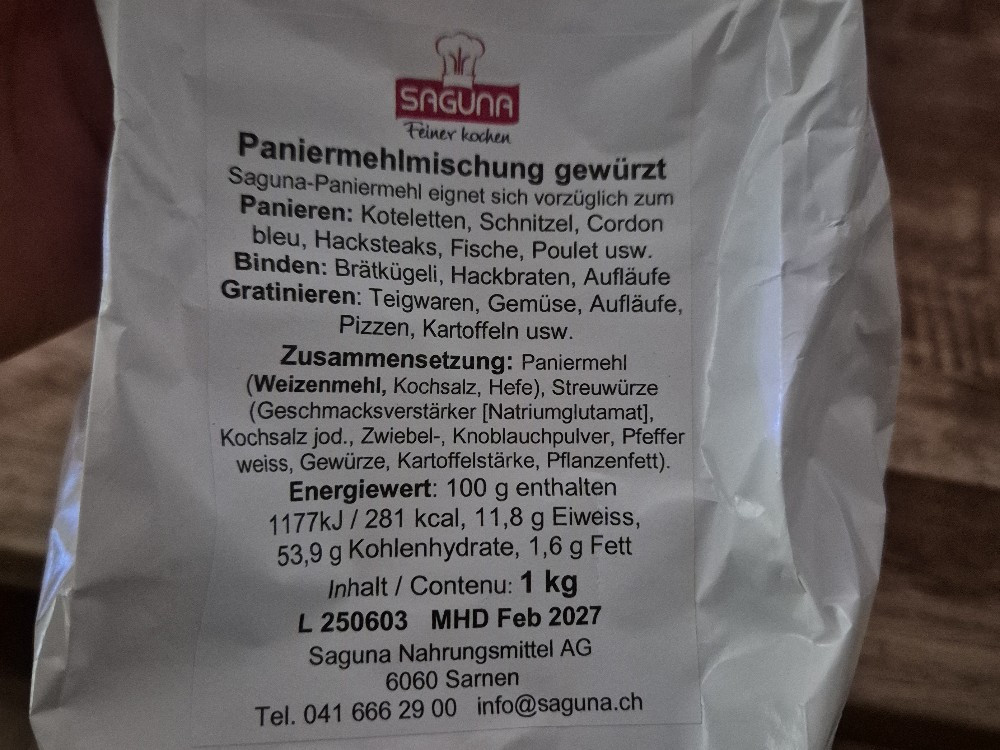 SAGUNA
Feiner kochen
Paniermehlmischung gewürzt
Saguna-Paniermehl eignet sich vorzüglich zum
Panieren: Koteletten, Schnitzel, Cordon
bleu, Hacksteaks, Fische, Poulet usw.
Binden: Brätkügeli, Hackbraten, Aufläufe
Gratinieren: Teigwaren, Gemüse, Aufläufe,
Pizzen, Kartoffeln usw.
Zusammensetzung: Paniermehl
(Weizenmehl, Kochsalz, Hefe), Streuwürze
(Geschmacksverstärker [Natriumglutamat],
Kochsalz jod., Zwiebel-, Knoblauchpulver, Pfeffer
weiss, Gewürze, Kartoffelstärke, Pflanzenfett).
Energiewert: 100 g enthalten
1177kJ / 281 kcal, 11,8 g Eiweiss,
53,9 g Kohlenhydrate, 1,6 g Fett
Inhalt / Contenu: 1 kg
L 250603 MHD Feb 2027
Saguna Nahrungsmittel AG
6060 Sarnen
Tel. 041 666 29 00 info@saguna.ch